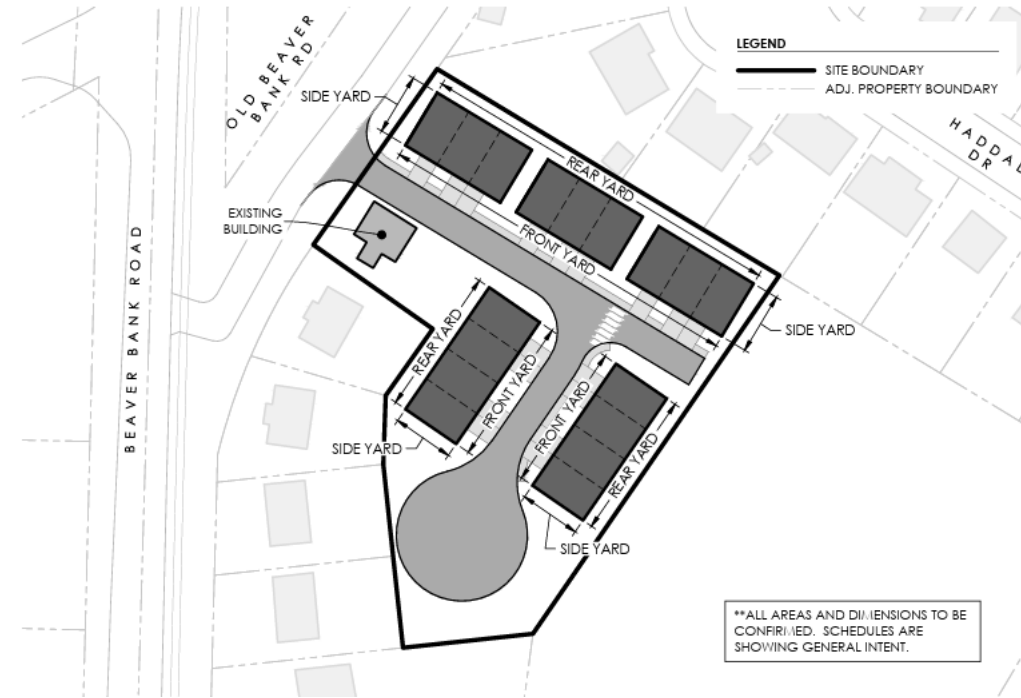 OLD BEAVER
BANK RD
LEGEND
SITE BOUNDARY
ADJ. PROPERTY BOUNDARY
SIDE YARD
DR
REAR YARD
EXISTING
BUILDING
FRONT YARD
BEAVER BANK ROAD
SIDE YARD
REAR YARD
FRONT YARD
FRONT YARD
REAR YARD
SIDE YARD
SIDE YARD
**ALL AREAS AND DIMENSIONS TO BE
CONFIRMED. SCHEDULES ARE
SHOWING GENERAL INTENT.